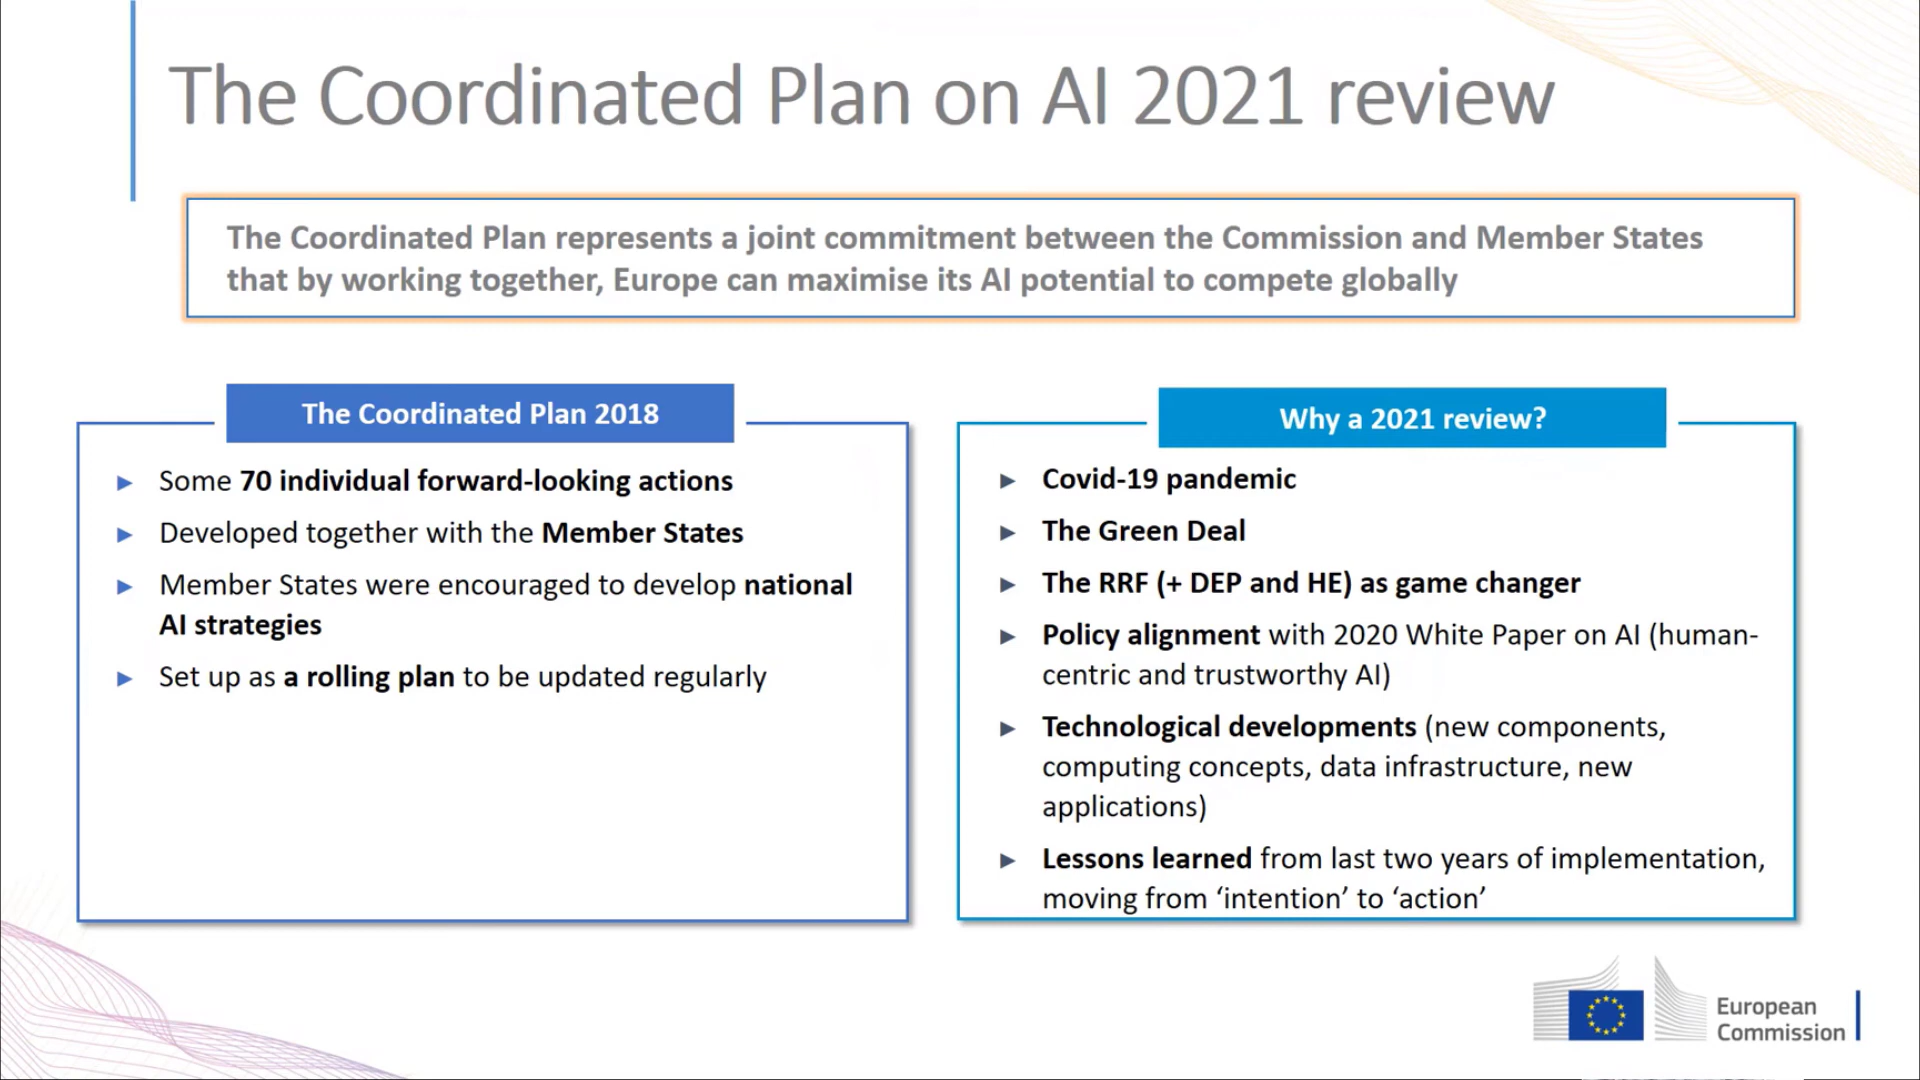 The Coordinated Plan on AI 2021 review
The Coordinated Plan represents a joint commitment between the Commission and Member States
that by working together, Europe can maximise its AI potential to compete globally
The Coordinated Plan 2018
► Some 70 individual forward-looking actions
► Developed together with the Member States
► Member States were encouraged to develop national
AI strategies
► Set up as a rolling plan to be updated regularly
Why a 2021 review?
► Covid-19 pandemic
► The Green Deal
► The RRF (+ DEP and HE) as game changer
► Policy alignment with 2020 White Paper on AI (human-
centric and trustworthy AI)
► Technological developments (new components,
computing concepts, data infrastructure, new
applications)
► Lessons learned from last two years of implementation,
moving from ‘intention’ to ‘action’
European
Commission